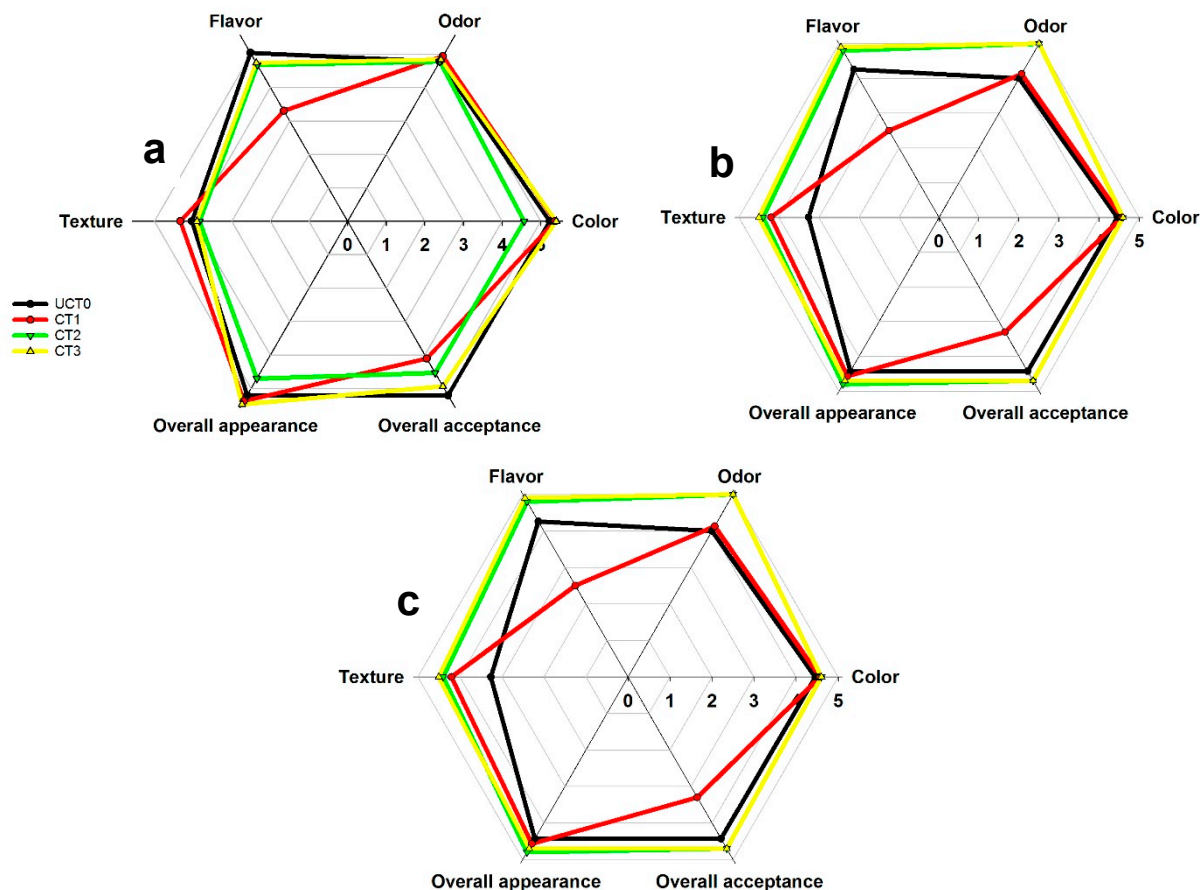 Flavor Odor
a
Texture Color
0 1 2 3 4 5
UCT0
CT1
CT2
CT3
Overall appearance Overall acceptance
Flavor Odor
b
Texture Color
0 1 2 3 4 5
Overall appearance Overall acceptance
Flavor Odor
c
Texture Color
0 1 2 3 4 5
Overall appearance Overall acceptance